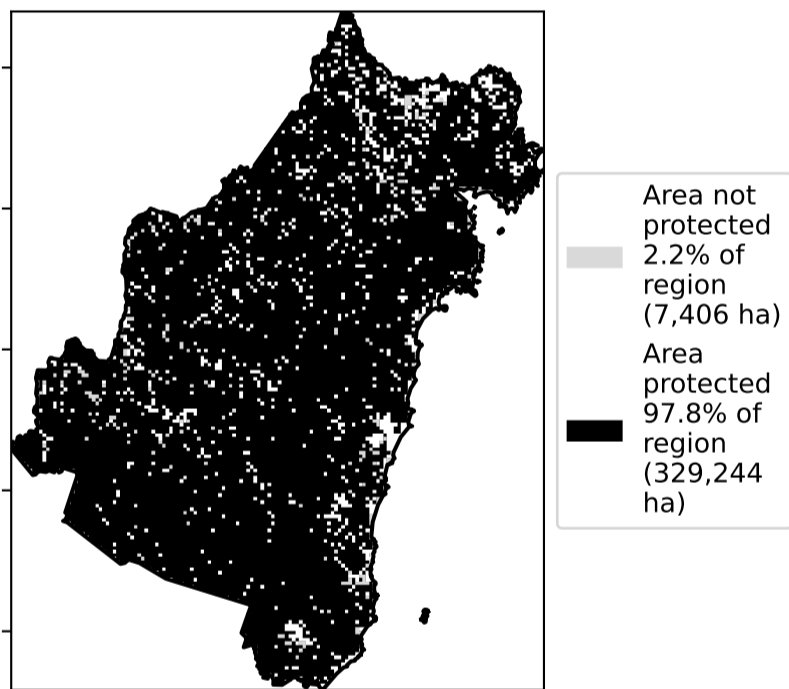 Area not
protected
2.2% of
region
(7,406 ha)
Area
protected
97.8% of
region
(329,244
ha)